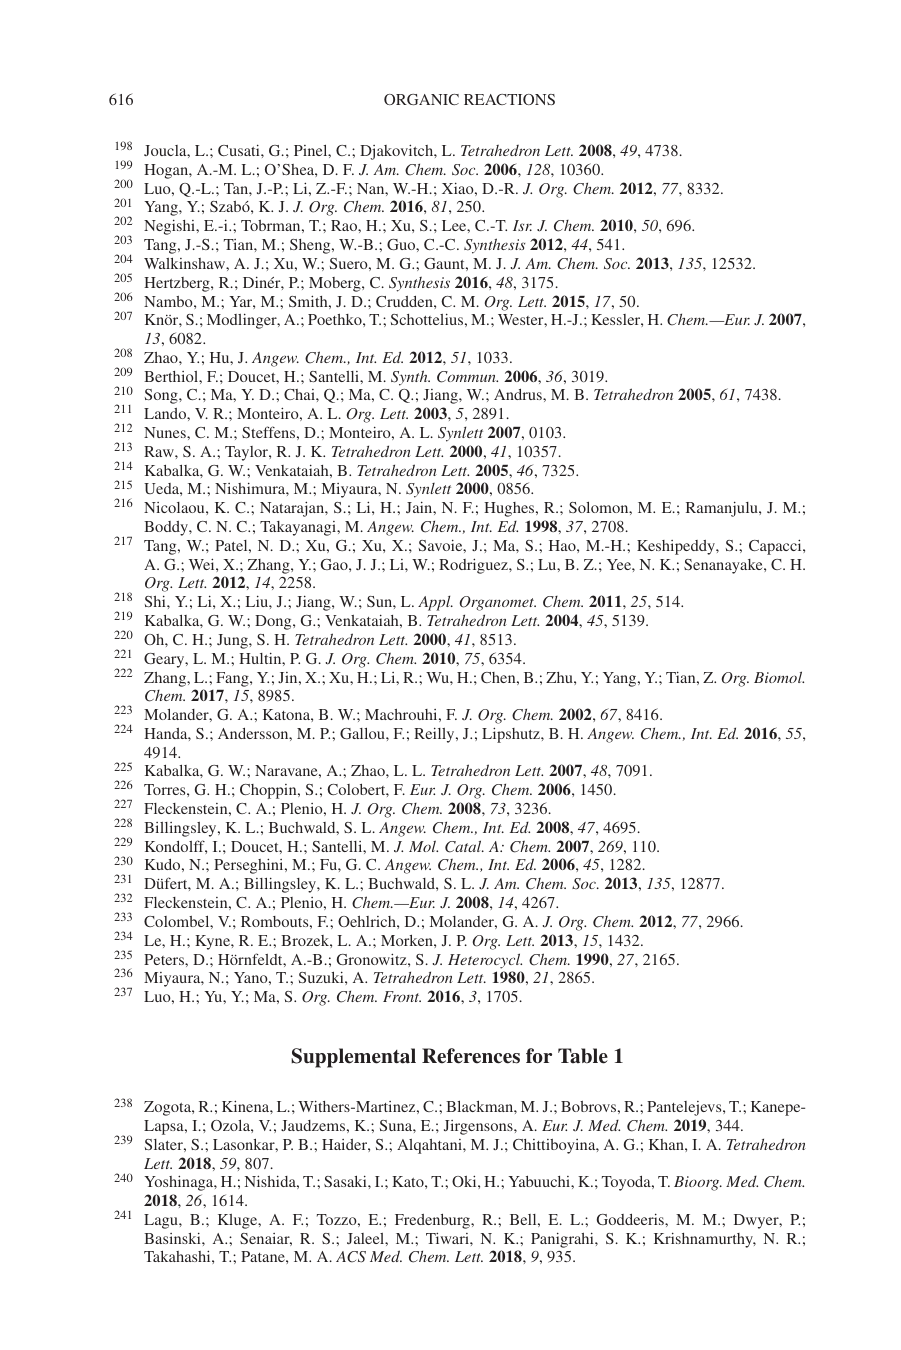 616 ORGANIC REACTIONS
198 Joucla, L.; Cusati, G.; Pinel, C.; Djakovitch, L. Tetrahedron Lett. 2008, 49, 4738.
199 Hogan, A.-M. L.; O’Shea, D. F. J. Am. Chem. Soc. 2006, 128, 10360.
200 Luo, Q.-L.; Tan, J.-P.; Li, Z.-F.; Nan, W.-H.; Xiao, D.-R. J. Org. Chem. 2012, 77, 8332.
201 Yang, Y.; Szabó, K. J. J. Org. Chem. 2016, 81, 250.
202 Negishi, E.-i.; Tobrman, T.; Rao, H.; Xu, S.; Lee, C.-T. Isr. J. Chem. 2010, 50, 696.
203 Tang, J.-S.; Tian, M.; Sheng, W.-B.; Guo, C.-C. Synthesis 2012, 44, 541.
204 Walkinshaw, A. J.; Xu, W.; Suero, M. G.; Gaunt, M. J. J. Am. Chem. Soc. 2013, 135, 12532.
205 Hertzberg, R.; Dinér, P.; Moberg, C. Synthesis 2016, 48, 3175.
206 Nambo, M.; Yar, M.; Smith, J. D.; Crudden, C. M. Org. Lett. 2015, 17, 50.
207 Knör, S.; Modlinger, A.; Poethko, T.; Schottelius, M.; Wester, H.-J.; Kessler, H. Chem.—Eur. J. 2007,
13, 6082.
208 Zhao, Y.; Hu, J. Angew. Chem., Int. Ed. 2012, 51, 1033.
209 Berthiol, F.; Doucet, H.; Santelli, M. Synth. Commun. 2006, 36, 3019.
210 Song, C.; Ma, Y. D.; Chai, Q.; Ma, C. Q.; Jiang, W.; Andrus, M. B. Tetrahedron 2005, 61, 7438.
211 Lando, V. R.; Monteiro, A. L. Org. Lett. 2003, 5, 2891.
212 Nunes, C. M.; Steffens, D.; Monteiro, A. L. Synlett 2007, 0103.
213 Raw, S. A.; Taylor, R. J. K. Tetrahedron Lett. 2000, 41, 10357.
214 Kabalka, G. W.; Venkataiah, B. Tetrahedron Lett. 2005, 46, 7325.
215 Ueda, M.; Nishimura, M.; Miyaura, N. Synlett 2000, 0856.
216 Nicolaou, K. C.; Natarajan, S.; Li, H.; Jain, N. F.; Hughes, R.; Solomon, M. E.; Ramanjulu, J. M.;
Boddy, C. N. C.; Takayanagi, M. Angew. Chem., Int. Ed. 1998, 37, 2708.
217 Tang, W.; Patel, N. D.; Xu, G.; Xu, X.; Savoie, J.; Ma, S.; Hao, M.-H.; Keshipeddy, S.; Capacci,
A. G.; Wei, X.; Zhang, Y.; Gao, J. J.; Li, W.; Rodriguez, S.; Lu, B. Z.; Yee, N. K.; Senanayake, C. H.
Org. Lett. 2012, 14, 2258.
218 Shi, Y.; Li, X.; Liu, J.; Jiang, W.; Sun, L. Appl. Organomet. Chem. 2011, 25, 514.
219 Kabalka, G. W.; Dong, G.; Venkataiah, B. Tetrahedron Lett. 2004, 45, 5139.
220 Oh, C. H.; Jung, S. H. Tetrahedron Lett. 2000, 41, 8513.
221 Geary, L. M.; Hultin, P. G. J. Org. Chem. 2010, 75, 6354.
222 Zhang, L.; Fang, Y.; Jin, X.; Xu, H.; Li, R.; Wu, H.; Chen, B.; Zhu, Y.; Yang, Y.; Tian, Z. Org. Biomol.
Chem. 2017, 15, 8985.
223 Molander, G. A.; Katona, B. W.; Machrouhi, F. J. Org. Chem. 2002, 67, 8416.
224 Handa, S.; Andersson, M. P.; Gallou, F.; Reilly, J.; Lipshutz, B. H. Angew. Chem., Int. Ed. 2016, 55,
4914.
225 Kabalka, G. W.; Naravane, A.; Zhao, L. L. Tetrahedron Lett. 2007, 48, 7091.
226 Torres, G. H.; Choppin, S.; Colobert, F. Eur. J. Org. Chem. 2006, 1450.
227 Fleckenstein, C. A.; Plenio, H. J. Org. Chem. 2008, 73, 3236.
228 Billingsley, K. L.; Buchwald, S. L. Angew. Chem., Int. Ed. 2008, 47, 4695.
229 Kondolff, I.; Doucet, H.; Santelli, M. J. Mol. Catal. A: Chem. 2007, 269, 110.
230 Kudo, N.; Perseghini, M.; Fu, G. C. Angew. Chem., Int. Ed. 2006, 45, 1282.
231 Düfert, M. A.; Billingsley, K. L.; Buchwald, S. L. J. Am. Chem. Soc. 2013, 135, 12877.
232 Fleckenstein, C. A.; Plenio, H. Chem.—Eur. J. 2008, 14, 4267.
233 Colombel, V.; Rombouts, F.; Oehlrich, D.; Molander, G. A. J. Org. Chem. 2012, 77, 2966.
234 Le, H.; Kyne, R. E.; Brozek, L. A.; Morken, J. P. Org. Lett. 2013, 15, 1432.
235 Peters, D.; Hörnfeldt, A.-B.; Gronowitz, S. J. Heterocycl. Chem. 1990, 27, 2165.
236 Miyaura, N.; Yano, T.; Suzuki, A. Tetrahedron Lett. 1980, 21, 2865.
237 Luo, H.; Yu, Y.; Ma, S. Org. Chem. Front. 2016, 3, 1705.
Supplemental References for Table 1
238 Zogota, R.; Kinena, L.; Withers-Martinez, C.; Blackman, M. J.; Bobrovs, R.; Pantelejevs, T.; Kanepe-
Lapsa, I.; Ozola, V.; Jaudzems, K.; Suna, E.; Jirgensons, A. Eur. J. Med. Chem. 2019, 344.
239 Slater, S.; Lasonkar, P. B.; Haider, S.; Alqahtani, M. J.; Chittiboyina, A. G.; Khan, I. A. Tetrahedron
Lett. 2018, 59, 807.
240 Yoshinaga, H.; Nishida, T.; Sasaki, I.; Kato, T.; Oki, H.; Yabuuchi, K.; Toyoda, T. Bioorg. Med. Chem.
2018, 26, 1614.
241 Lagu, B.; Kluge, A. F.; Tozzo, E.; Fredenburg, R.; Bell, E. L.; Goddeeris, M. M.; Dwyer, P.;
Basinski, A.; Senaiar, R. S.; Jaleel, M.; Tiwari, N. K.; Panigrahi, S. K.; Krishnamurthy, N. R.;
Takahashi, T.; Patane, M. A. ACS Med. Chem. Lett. 2018, 9, 935.